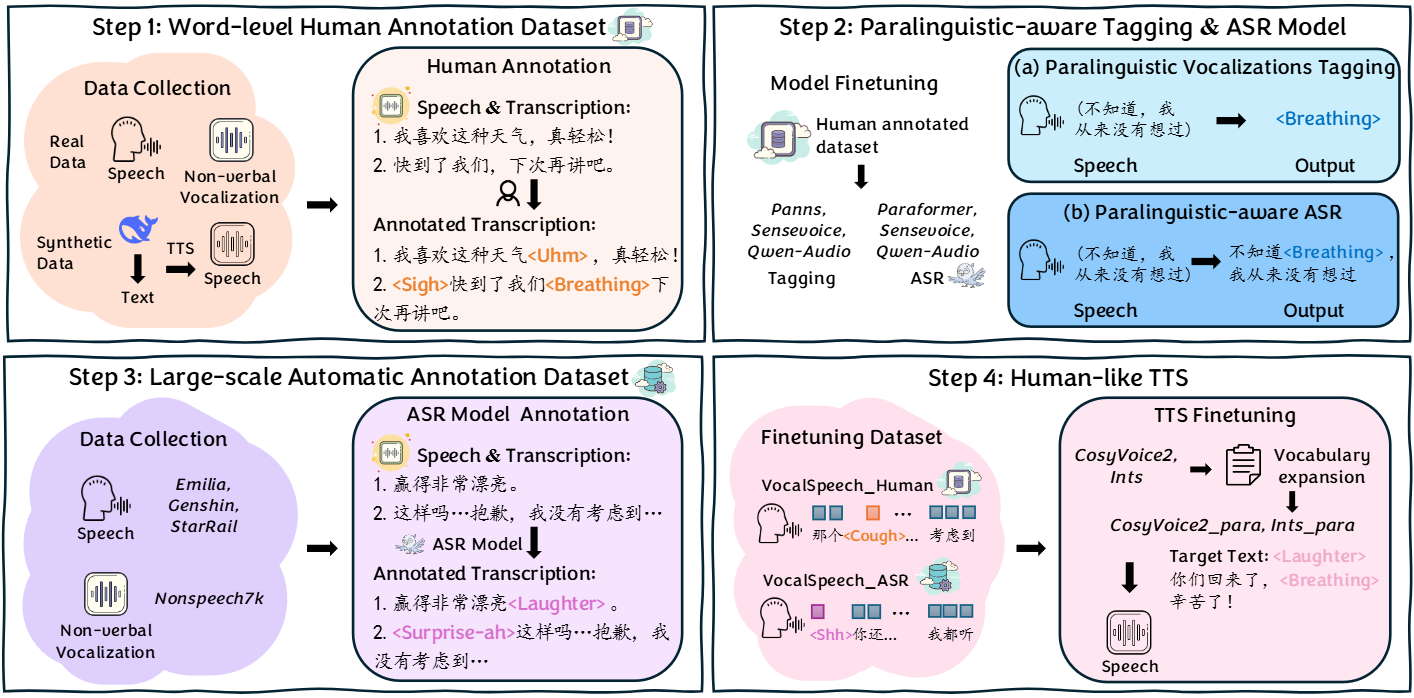 Step 1: Word-level Human Annotation Dataset
Data Collection
Real
Data
Speech
Non-verbal
Vocalization
Synthetic
Data
TTS
Speech
Text
Human Annotation
Speech & Transcription:
1. 我喜欢这种天气，真轻松！
2. 快到了我们，下次再讲吧。
Annotated Transcription:
1. 我喜欢这种天气<Uhm>，真轻松！
2. <Sigh>快到了我们<Breathing>下
次再讲吧。
Step 2: Paralinguistic-aware Tagging & ASR Model
Model Finetuning
Human annotated
dataset
Panns,
Sensevoice,
Qwen-Audio
Tagging
Paraformer,
Sensevoice,
Qwen-Audio
ASR
(a) Paralinguistic Vocalizations Tagging
(不知道，我
从来没有想过)
<Breathing>
Speech
Output
(b) Paralinguistic-aware ASR
(不知道，我
从来没有想过)
不知道<Breathing>，
我从来没有想过
Speech
Output
Step 3: Large-scale Automatic Annotation Dataset
Data Collection
Speech
Emilia,
Genshin,
StarRail
Non-verbal
Vocalization
Nonspeech7k
ASR Model Annotation
Speech & Transcription:
1. 赢得非常漂亮。
2. 这样吗…抱歉，我没有考虑到…
ASR Model
Annotated Transcription:
1. 赢得非常漂亮<Laughter>。
2. <Surprise-ah>这样吗…抱歉，我
没有考虑到…
Step 4: Human-like TTS
Finetuning Dataset
VocalSpeech_Human
...
那个<Cough>... 考虑到
VocalSpeech_ASR
...
<Shh>你还... 我都听
TTS Finetuning
CosyVoice2,
Ints
Vocabulary
expansion
CosyVoice2_para, Ints_para
Target Text: <Laughter>
你们回来了，<Breathing>
辛苦了！
Speech